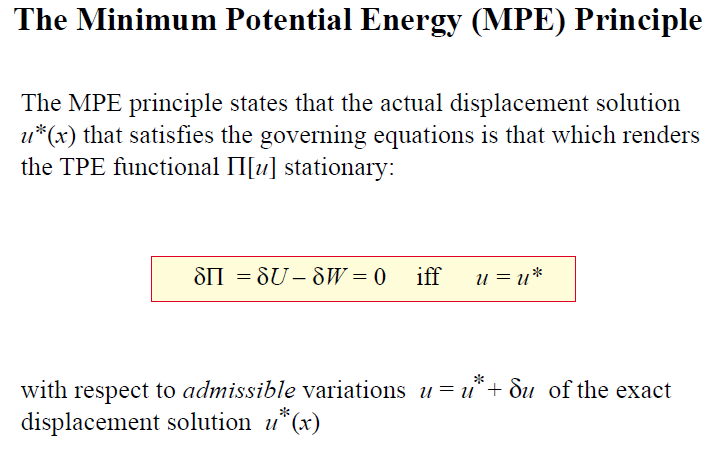 The Minimum Potential Energy (MPE) Principle
The MPE principle states that the actual displacement solution
u*(x) that satisfies the governing equations is that which renders
the TPE functional Π[u] stationary:
δΠ = δU – δW = 0 iff u = u*
with respect to admissible variations u = u* + δu of the exact
displacement solution u*(x)